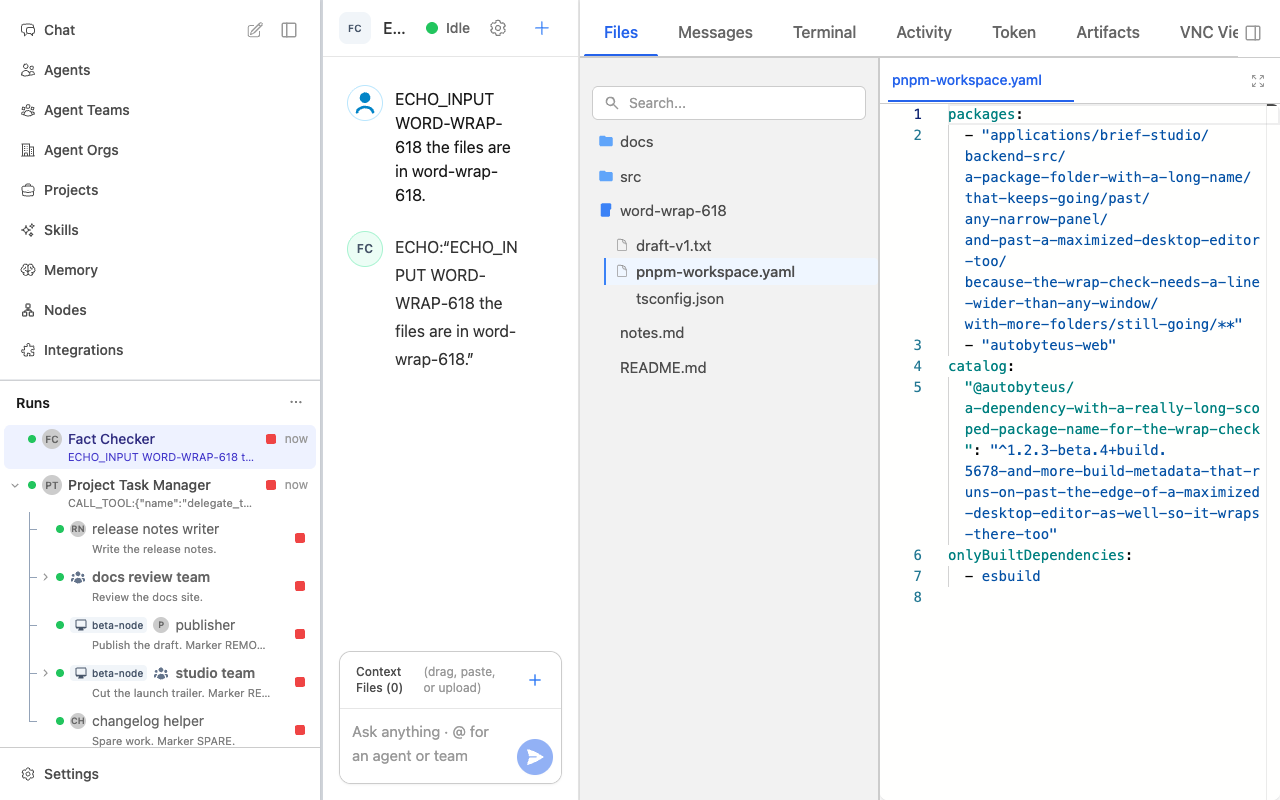 Chat
Agents
Agent Teams
Agent Orgs
Projects
Skills
Memory
Nodes
Integrations
Runs
FC Fact Checker now
ECHO_INPUT WORD-WRAP-618 t...
PT Project Task Manager now
CALL_TOOL:{"name":"delegate_t...
RN release notes writer
Write the release notes.
docs review team
Review the docs site.
beta-node P publisher
Publish the draft. Marker REMO...
beta-node studio team
Cut the launch trailer. Marker RE...
CH changelog helper
Spare work. Marker SPARE.
Settings
FC E... Idle
ECHO_INPUT
WORD-WRAP-
618 the files are
in word-wrap-
618.
FC
ECHO:“ECHO_IN
PUT WORD-
WRAP-618 the
files are in word-
wrap-618.”
Context
Files (0)
(drag, paste,
or upload)
Ask anything · @ for
an agent or team
Files Messages Terminal Activity Token Artifacts VNC Vie
Search...
docs
src
word-wrap-618
draft-v1.txt
pnpm-workspace.yaml
tsconfig.json
notes.md
README.md
pnpm-workspace.yaml
1 packages:
2 - "applications/brief-studio/
backend-src/
a-package-folder-with-a-long-name/
that-keeps-going/past/
any-narrow-panel/
and-past-a-maximized-desktop-editor
-too/
because-the-wrap-check-needs-a-line
-wider-than-any-window/
with-more-folders/still-going/**"
3 - "autobyteus-web"
4 catalog:
5 "@autobyteus/
a-dependency-with-a-really-long-sco
ped-package-name-for-the-wrap-check
": "^1.2.3-beta.4+build.
5678-and-more-build-metadata-that-r
uns-on-past-the-edge-of-a-maximized
-desktop-editor-as-well-so-it-wraps
-there-too"
6 onlyBuiltDependencies:
7 - esbuild
8